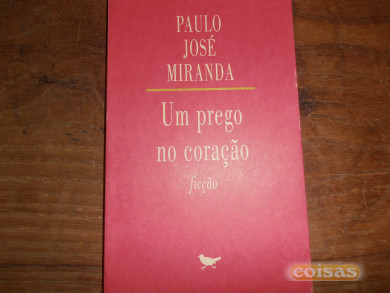 PAULO
JOSÉ
MIRANDA
Um prego
no coração
ficção
coisas